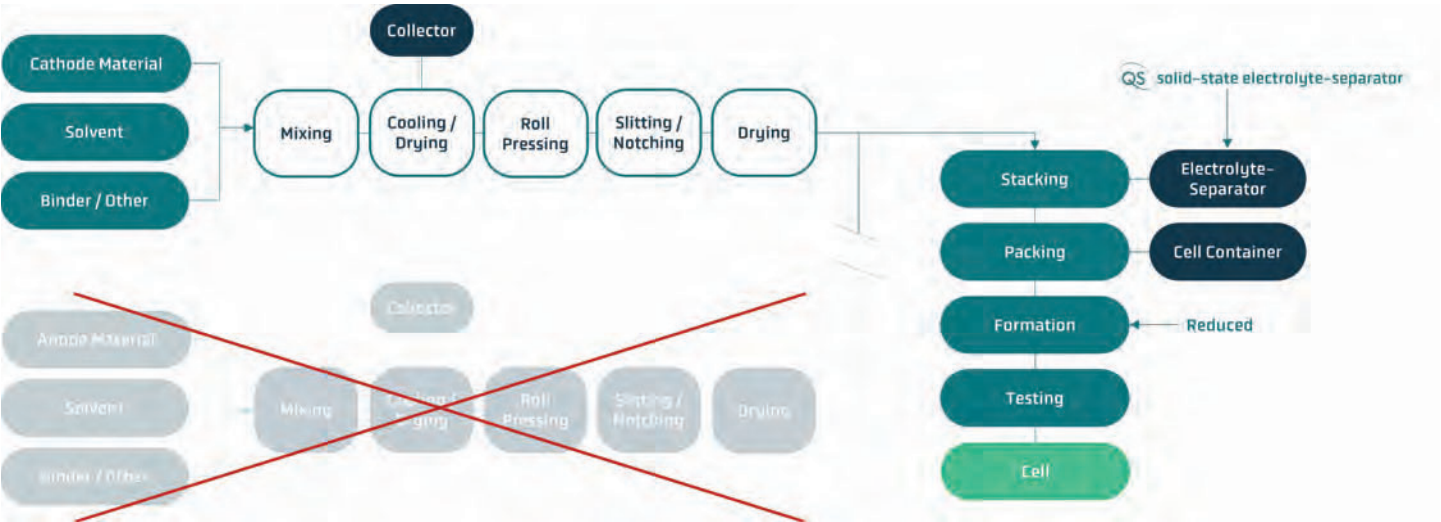 Collector
Cathode Material
Solvent
Binder / Other
Mixing
Cooling /
Drying
Roll
Pressing
Slitting /
Notching
Drying
QS solid-state electrolyte-separator
Stacking
Electrolyte-
Separator
Packing
Cell Container
Formation
Reduced
Testing
Cell
Collector
Anode Material
Solvent
Binder / Other
Mixing
Cooling /
Drying
Roll
Pressing
Slitting /
Notching
Drying